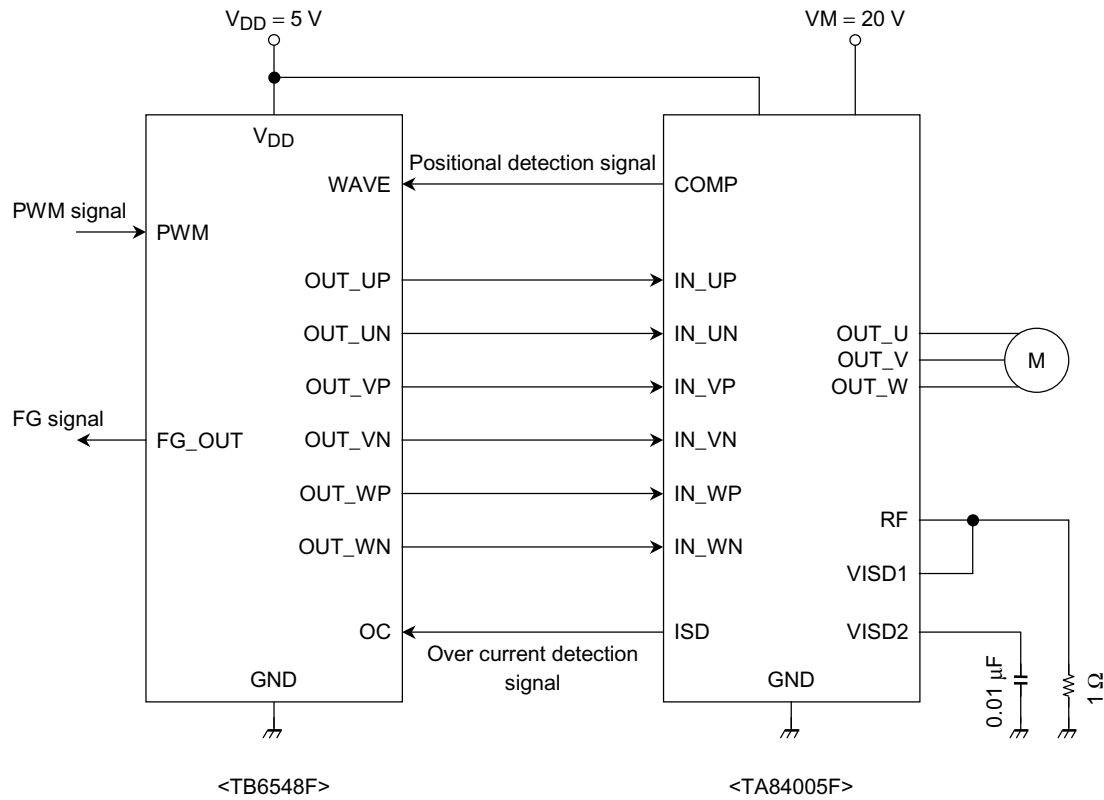 V_DD = 5 V
VM = 20 V
V_DD
Positional detection signal
WAVE
COMP
PWM signal
PWM
OUT_UP
IN_UP
OUT_UN
IN_UN
OUT_U
OUT_V
M
OUT_VP
IN_VP
OUT_W
FG signal
FG_OUT
OUT_VN
IN_VN
OUT_WP
IN_WP
RF
OUT_WN
IN_WN
VISD1
OC
ISD
VISD2
Over current detection
signal
GND
GND
0.01 μF
1 Ω
<TB6548F>
<TA84005F>